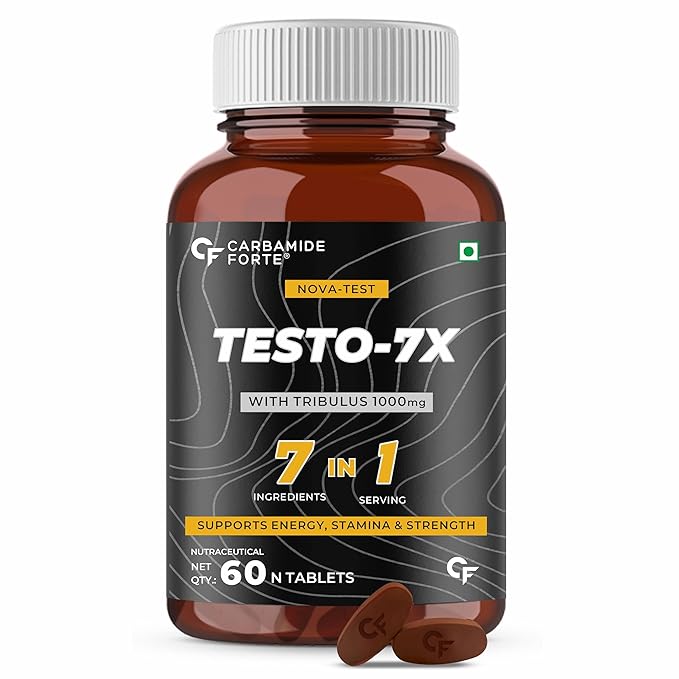 CF CARBAMIDE
FORTE®
NOVA-TEST
TESTO-7X
WITH TRIBULUS 1000mg
7 IN 1
INGREDIENTS SERVING
SUPPORTS ENERGY, STAMINA & STRENGTH
NUTRACEUTICAL
NET
QTY.: 60 N TABLETS
CF
CF
CF